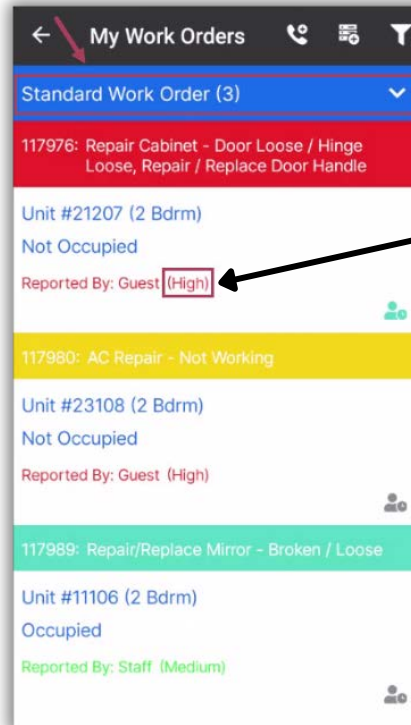 My Work Orders
Standard Work Order (3)
117976: Repair Cabinet - Door Loose / Hinge
Loose, Repair / Replace Door Handle
Unit #21207 (2 Bdrm)
Not Occupied
Reported By: Guest (High)
117980: AC Repair - Not Working
Unit #23108 (2 Bdrm)
Not Occupied
Reported By: Guest (High)
117989: Repair/Replace Mirror - Broken / Loose
Unit #11106 (2 Bdrm)
Occupied
Reported By: Staff (Medium)